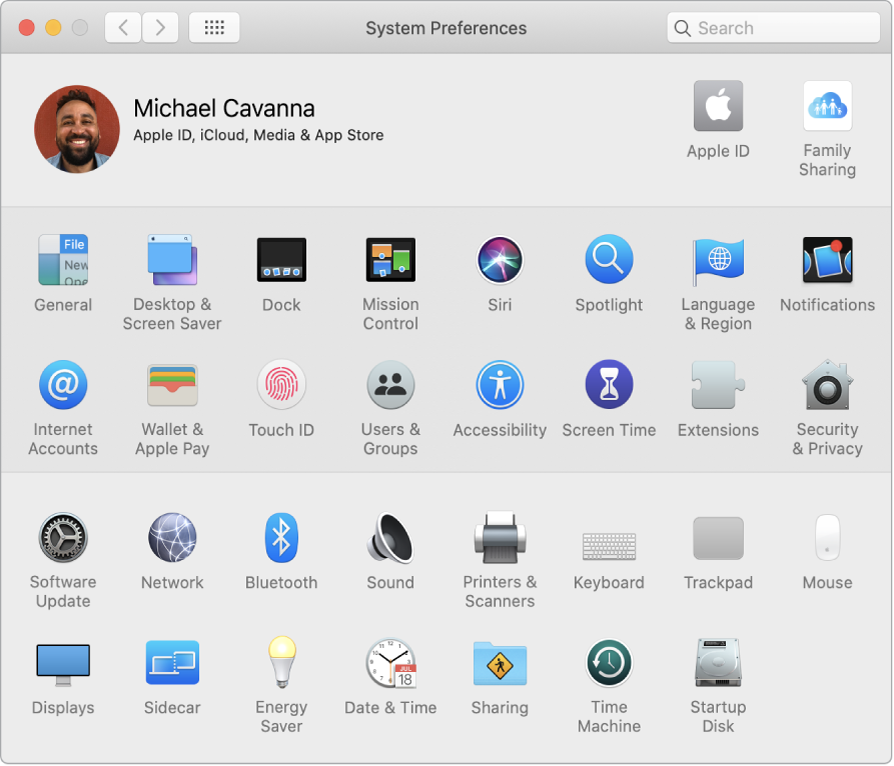 System Preferences
Search
Michael Cavanna
Apple ID, iCloud, Media & App Store
Apple ID
Family
Sharing
File
New
Ope
General
Desktop &
Screen Saver
Dock
Mission
Control
Siri
Spotlight
Language
& Region
Notifications
Internet
Accounts
Wallet &
Apple Pay
Touch ID
Users &
Groups
Accessibility
Screen Time
Extensions
Security
& Privacy
Software
Update
Network
Bluetooth
Sound
Printers &
Scanners
Keyboard
Trackpad
Mouse
Displays
Sidecar
Energy
Saver
JUL
18
Date & Time
Sharing
Time
Machine
Startup
Disk